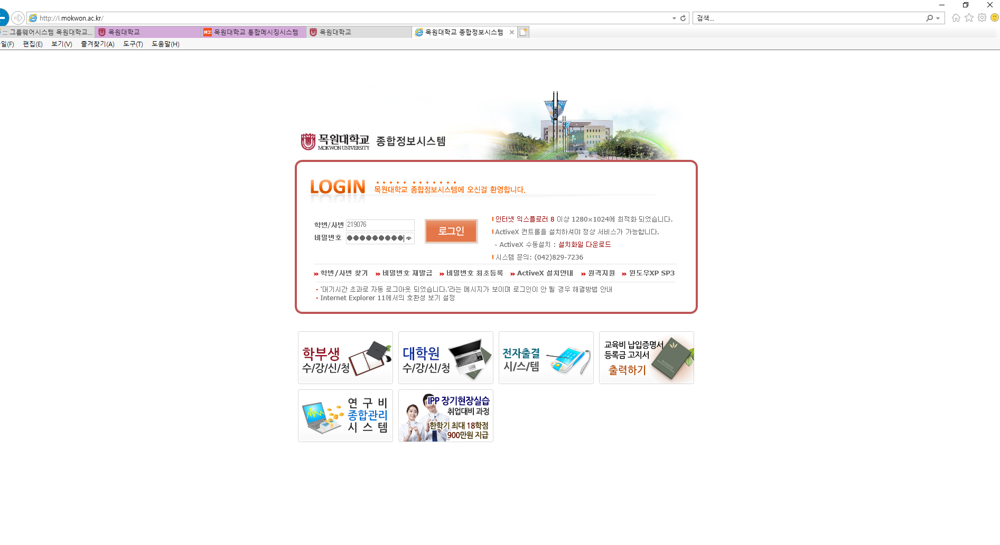 http://i.mokwon.ac.kr/
검색...
::: 그룹웨어시스템 목원대학교...
목원대학교
목원대학교 통합메시징시스템
목원대학교
목원대학교 종합정보시스템
일(F) 편집(E) 보기(V) 즐겨찾기(A) 도구(T) 도움말(H)
목원대학교 종합정보시스템
MOKWON UNIVERSITY
LOGIN 목원대학교 종합정보시스템에 오신걸 환영합니다.
학번/사번 219076
비밀번호
로그인
인터넷 익스플로러 8 이상 1280×1024에 최적화 되었습니다.
ActiveX 컨트롤을 설치하셔야 정상 서비스가 가능합니다.
- ActiveX 수동설치 : 설치화일 다운로드
시스템 문의: (042)829-7236
학번/사번 찾기 비밀번호 재발급 비밀번호 최초등록 ActiveX 설치안내 원격지원 윈도우XP SP3
'대기시간 초과로 자동 로그아웃 되었습니다.'라는 메시지가 보이며 로그인이 안 될 경우 해결방법 안내
Internet Explorer 11에서의 호환성 보기 설정
학부생
수/강/신/청
대학원
수/강/신/청
전자출결
시/스/템
교육비 납입증명서
등록금 고지서
출력하기
연 구 비
종합관리
시 스 템
IPP 장기현장실습
취업대비 과정
한학기 최대 18학점
900만원 지급